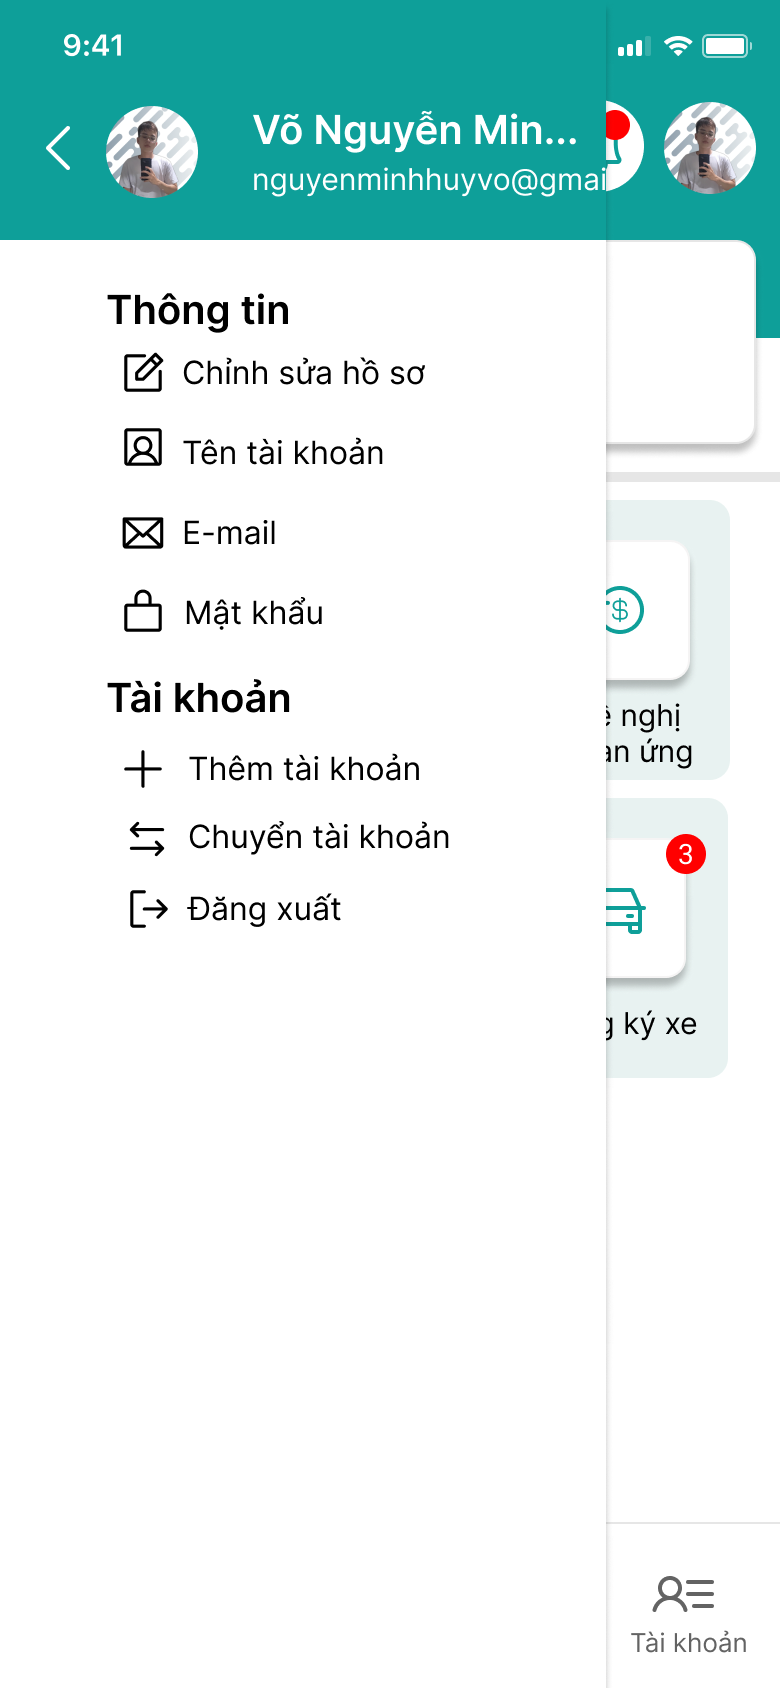 9:41
Võ Nguyễn Min...
nguyenminhhuyvo@gmai
Thông tin
Chỉnh sửa hồ sơ
Tên tài khoản
E-mail
Mật khẩu
Tài khoản
Thêm tài khoản
Chuyển tài khoản
Đăng xuất
$
nghị
ứng
3
ký xe
Tài khoản